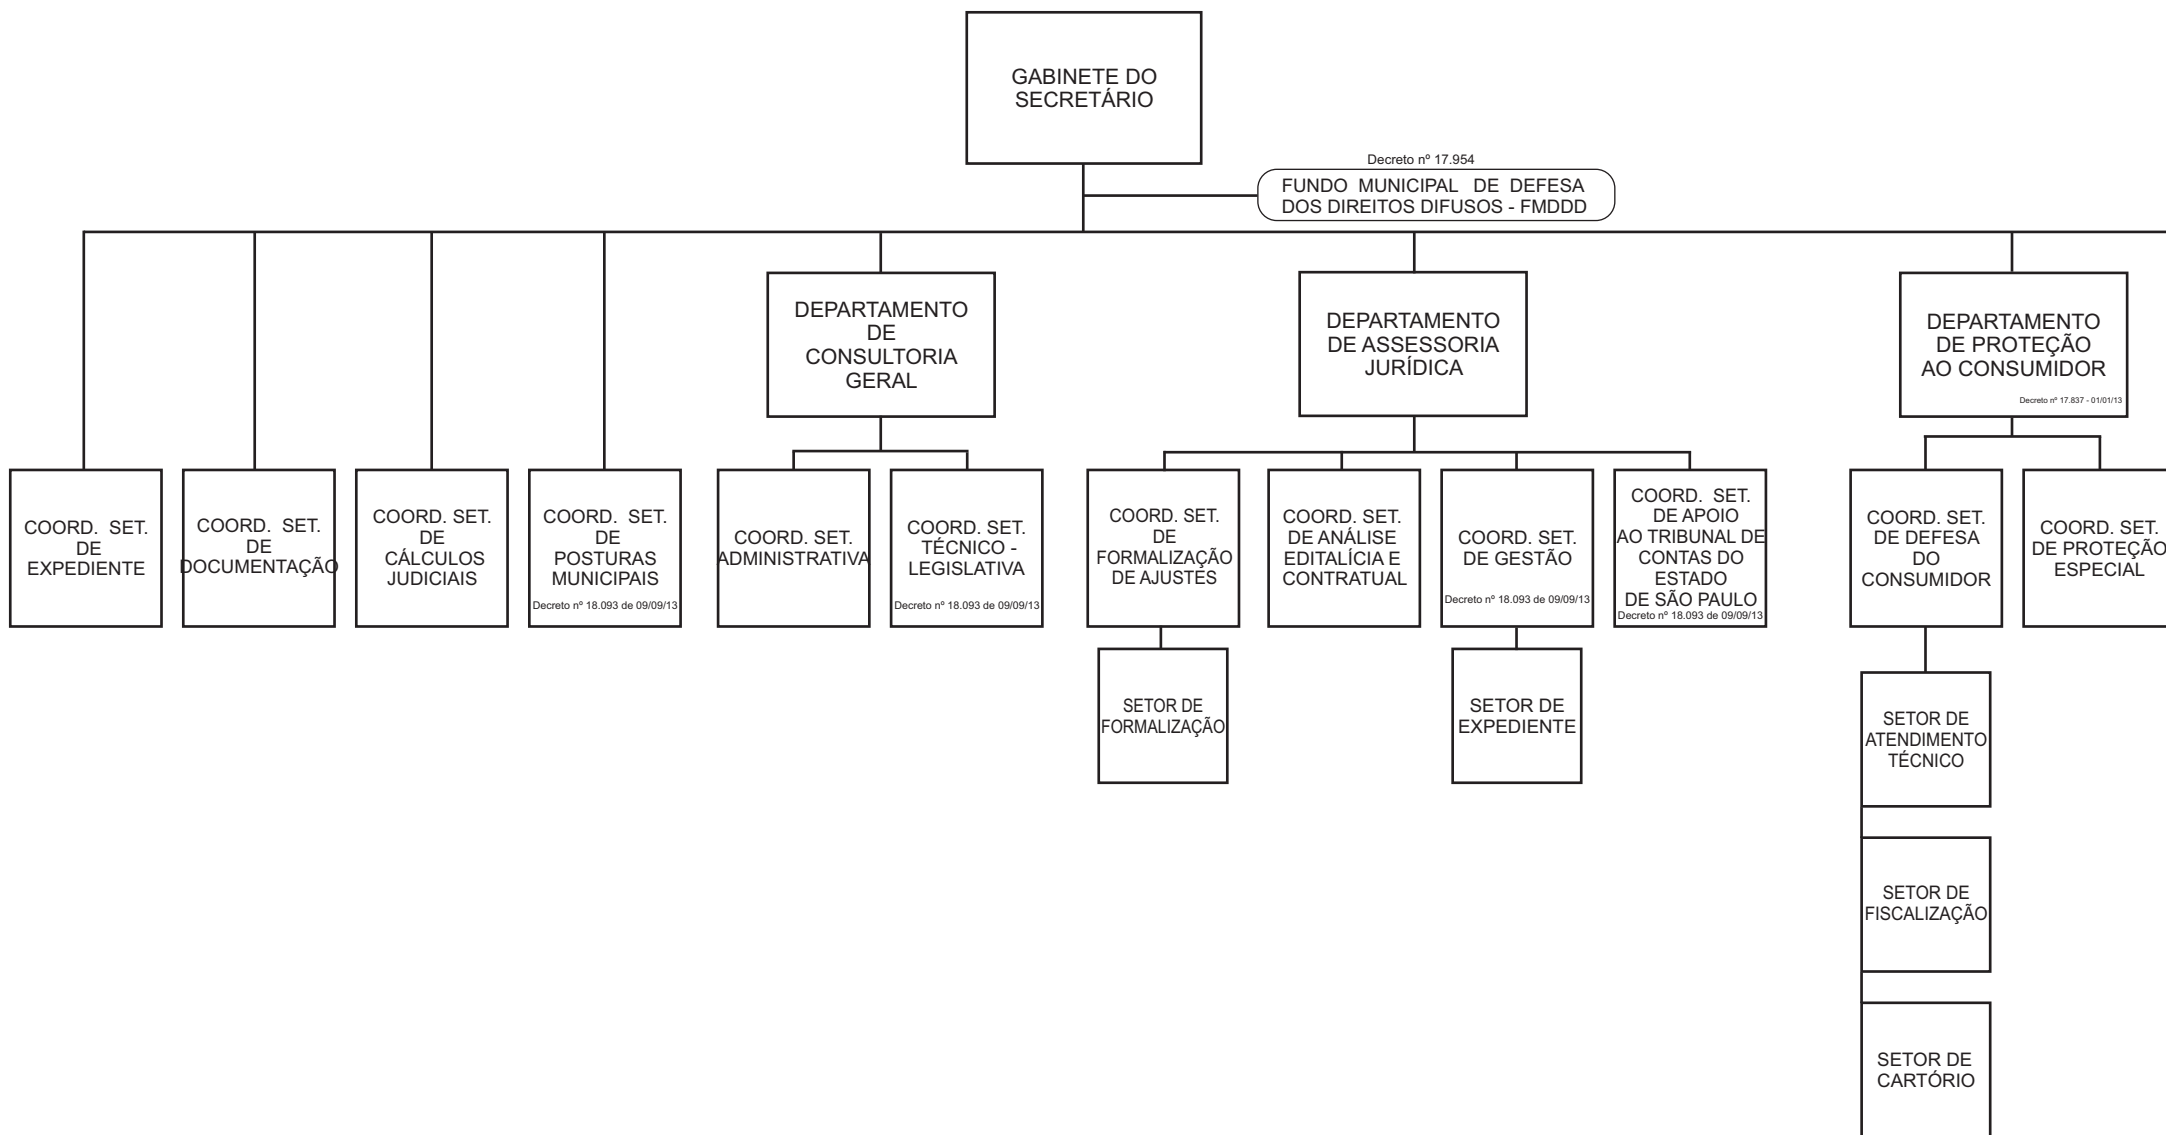 GABINETE DO
SECRETÁRIO
Decreto nº 17.954
FUNDO MUNICIPAL DE DEFESA
DOS DIREITOS DIFUSOS - FMDDD
DEPARTAMENTO
DE
CONSULTORIA
GERAL
DEPARTAMENTO
DE ASSESSORIA
JURÍDICA
DEPARTAMENTO
DE PROTEÇÃO
AO CONSUMIDOR
Decreto nº 17.837 - 01/01/13
COORD. SET.
DE
EXPEDIENTE
COORD. SET.
DE
DOCUMENTAÇÃO
COORD. SET.
DE
CÁLCULOS
JUDICIAIS
COORD. SET.
DE
POSTURAS
MUNICIPAIS
Decreto nº 18.093 de 09/09/13
COORD. SET.
ADMINISTRATIVA
COORD. SET.
TÉCNICO -
LEGISLATIVA
Decreto nº 18.093 de 09/09/13
COORD. SET.
DE
FORMALIZAÇÃO
DE AJUSTES
COORD. SET.
DE ANÁLISE
EDITALÍCIA E
CONTRATUAL
COORD. SET.
DE GESTÃO
Decreto nº 18.093 de 09/09/13
COORD. SET.
DE APOIO
AO TRIBUNAL DE
CONTAS DO
ESTADO
DE SÃO PAULO
Decreto nº 18.093 de 09/09/13
COORD. SET.
DE DEFESA
DO
CONSUMIDOR
COORD. SET.
DE PROTEÇÃO
ESPECIAL
SETOR DE
FORMALIZAÇÃO
SETOR DE
EXPEDIENTE
SETOR DE
ATENDIMENTO
TÉCNICO
SETOR DE
FISCALIZAÇÃO
SETOR DE
CARTÓRIO